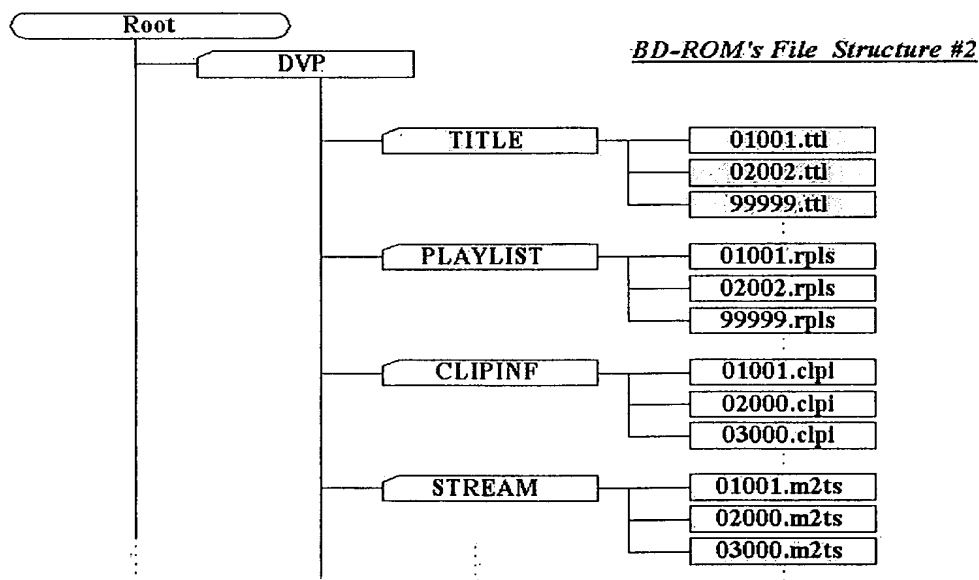 Root
BD-ROM's File Structure #2
DVP
TITLE
01001.ttl
02002.ttl
99999.ttl
PLAYLIST
01001.rpls
02002.rpls
99999.rpls
CLIPINF
01001.clpi
02000.clpi
03000.clpi
STREAM
01001.m2ts
02000.m2ts
03000.m2ts